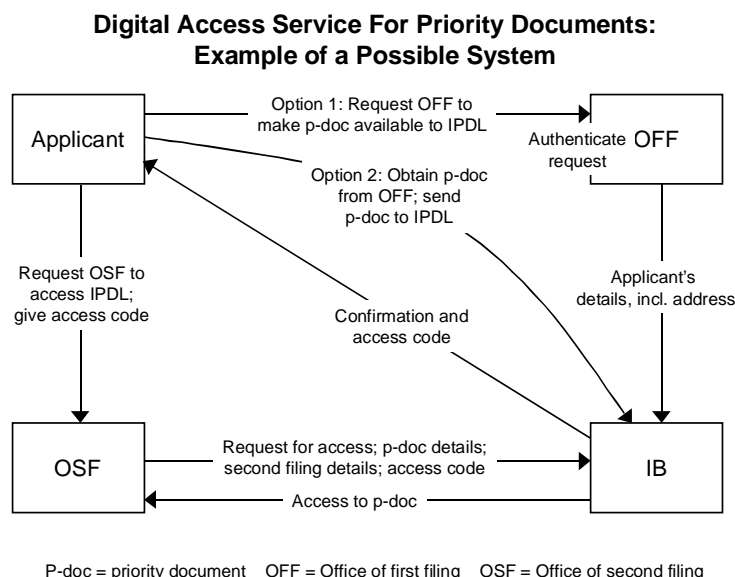 Digital Access Service For Priority Documents:
Example of a Possible System
Applicant
Option 1: Request OFF to
make p-doc available to IPDL
Authenticate
request
OFF
Option 2: Obtain p-doc
from OFF; send
p-doc to IPDL
Request OSF to
access IPDL;
give access code
Confirmation and
access code
Applicant's
details, incl. address
OSF
Request for access; p-doc details;
second filing details; access code
Access to p-doc
IB
P-doc = priority document OFF = Office of first filing OSF = Office of second filing